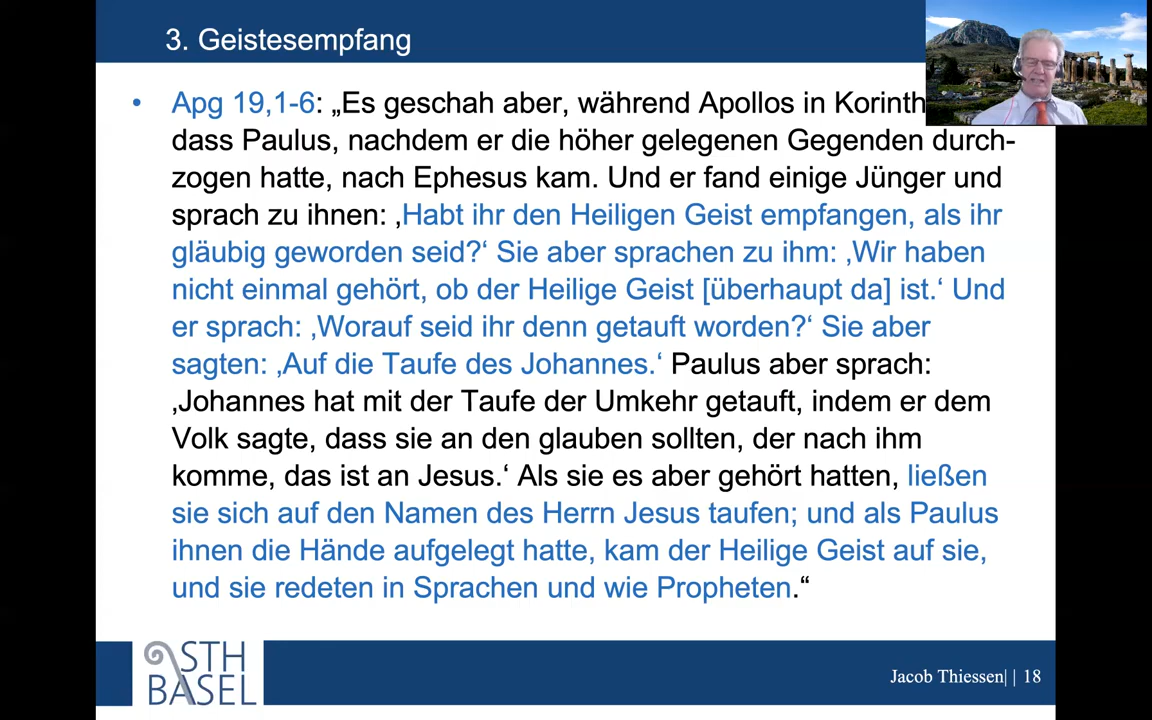 3. Geistesempfang
• Apg 19,1-6: „Es geschah aber, während Apollos in Korinth
dass Paulus, nachdem er die höher gelegenen Gegenden durch-
zogen hatte, nach Ephesus kam. Und er fand einige Jünger und
sprach zu ihnen: ‚Habt ihr den Heiligen Geist empfangen, als ihr
gläubig geworden seid?‘ Sie aber sprachen zu ihm: ‚Wir haben
nicht einmal gehört, ob der Heilige Geist [überhaupt da] ist.‘ Und
er sprach: ‚Worauf seid ihr denn getauft worden?‘ Sie aber
sagten: ‚Auf die Taufe des Johannes.‘ Paulus aber sprach:
‚Johannes hat mit der Taufe der Umkehr getauft, indem er dem
Volk sagte, dass sie an den glauben sollten, der nach ihm
komme, das ist an Jesus.‘ Als sie es aber gehört hatten, ließen
sie sich auf den Namen des Herrn Jesus taufen; und als Paulus
ihnen die Hände aufgelegt hatte, kam der Heilige Geist auf sie,
und sie redeten in Sprachen und wie Propheten.“
STH
BASEL
Jacob Thiessen| | 18